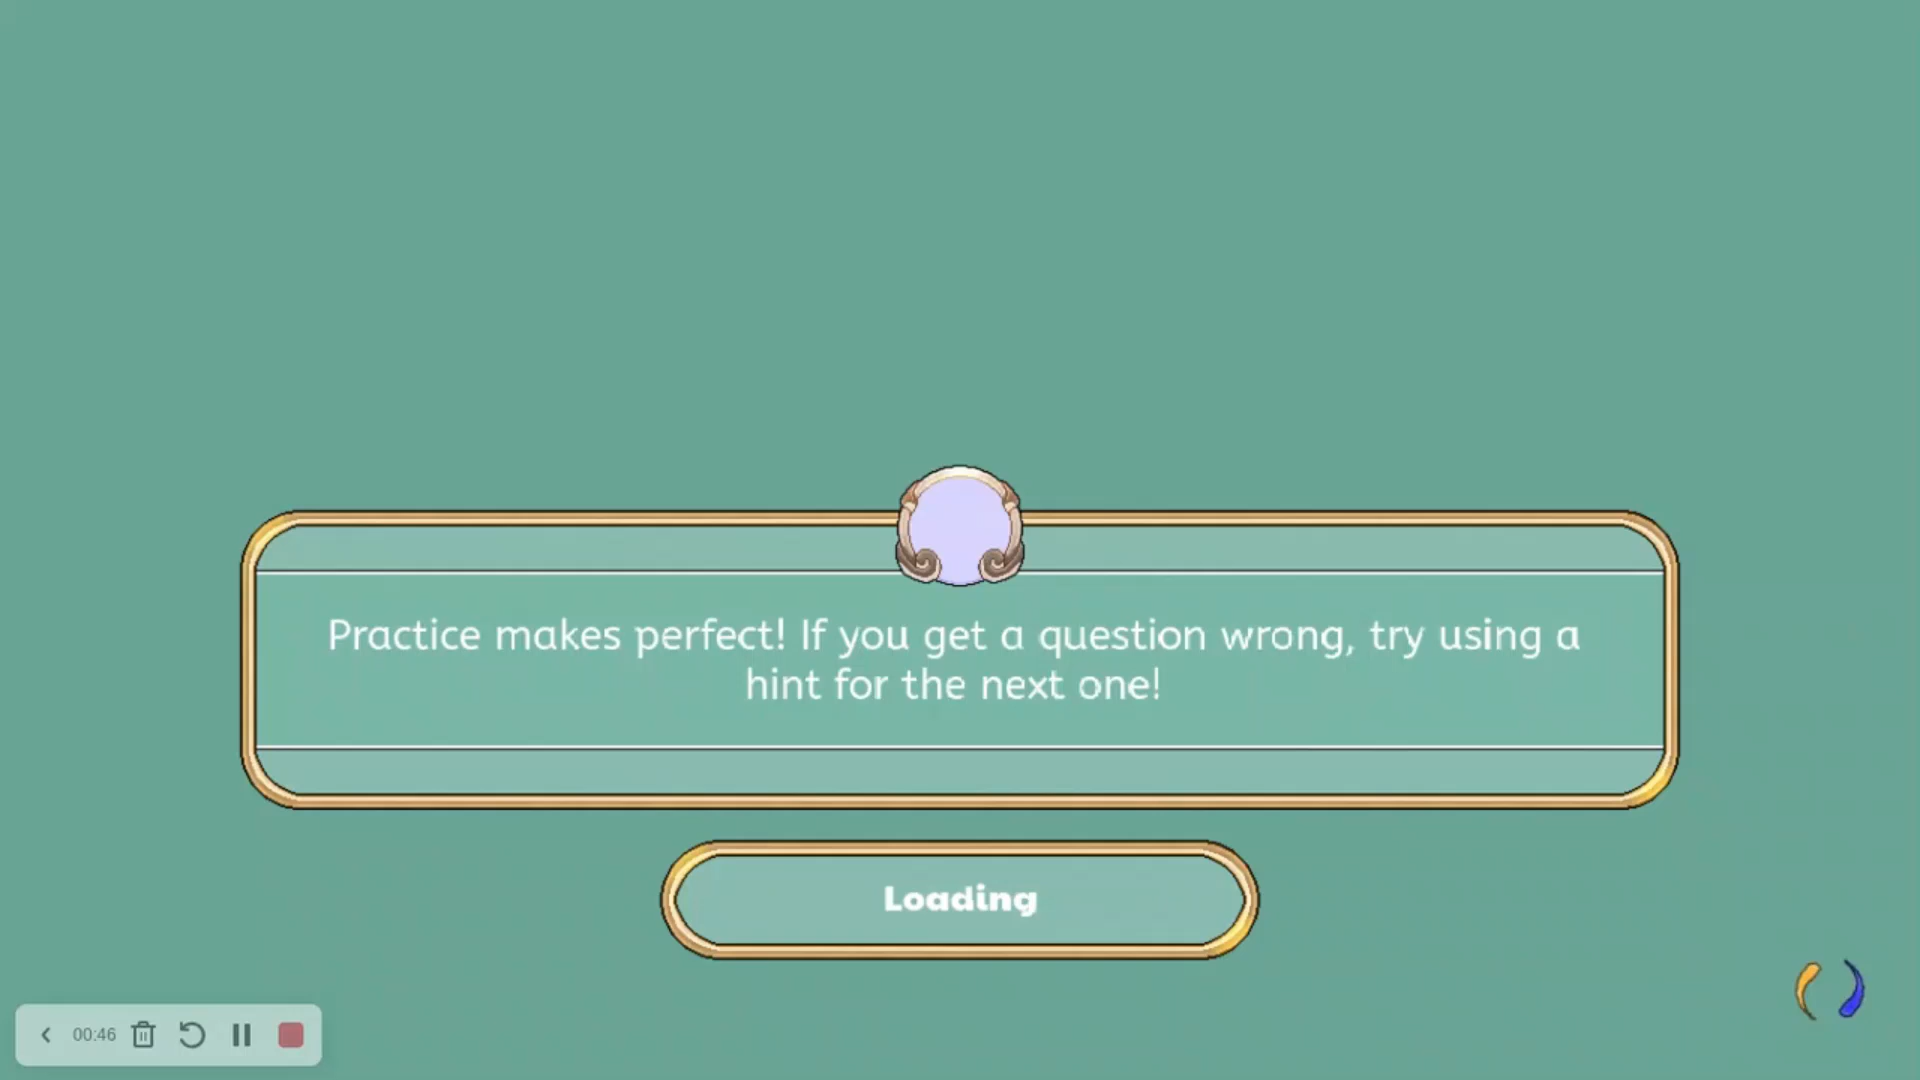 Practice makes perfect! If you get a question wrong, try using a
hint for the next one!
Loading
00:46